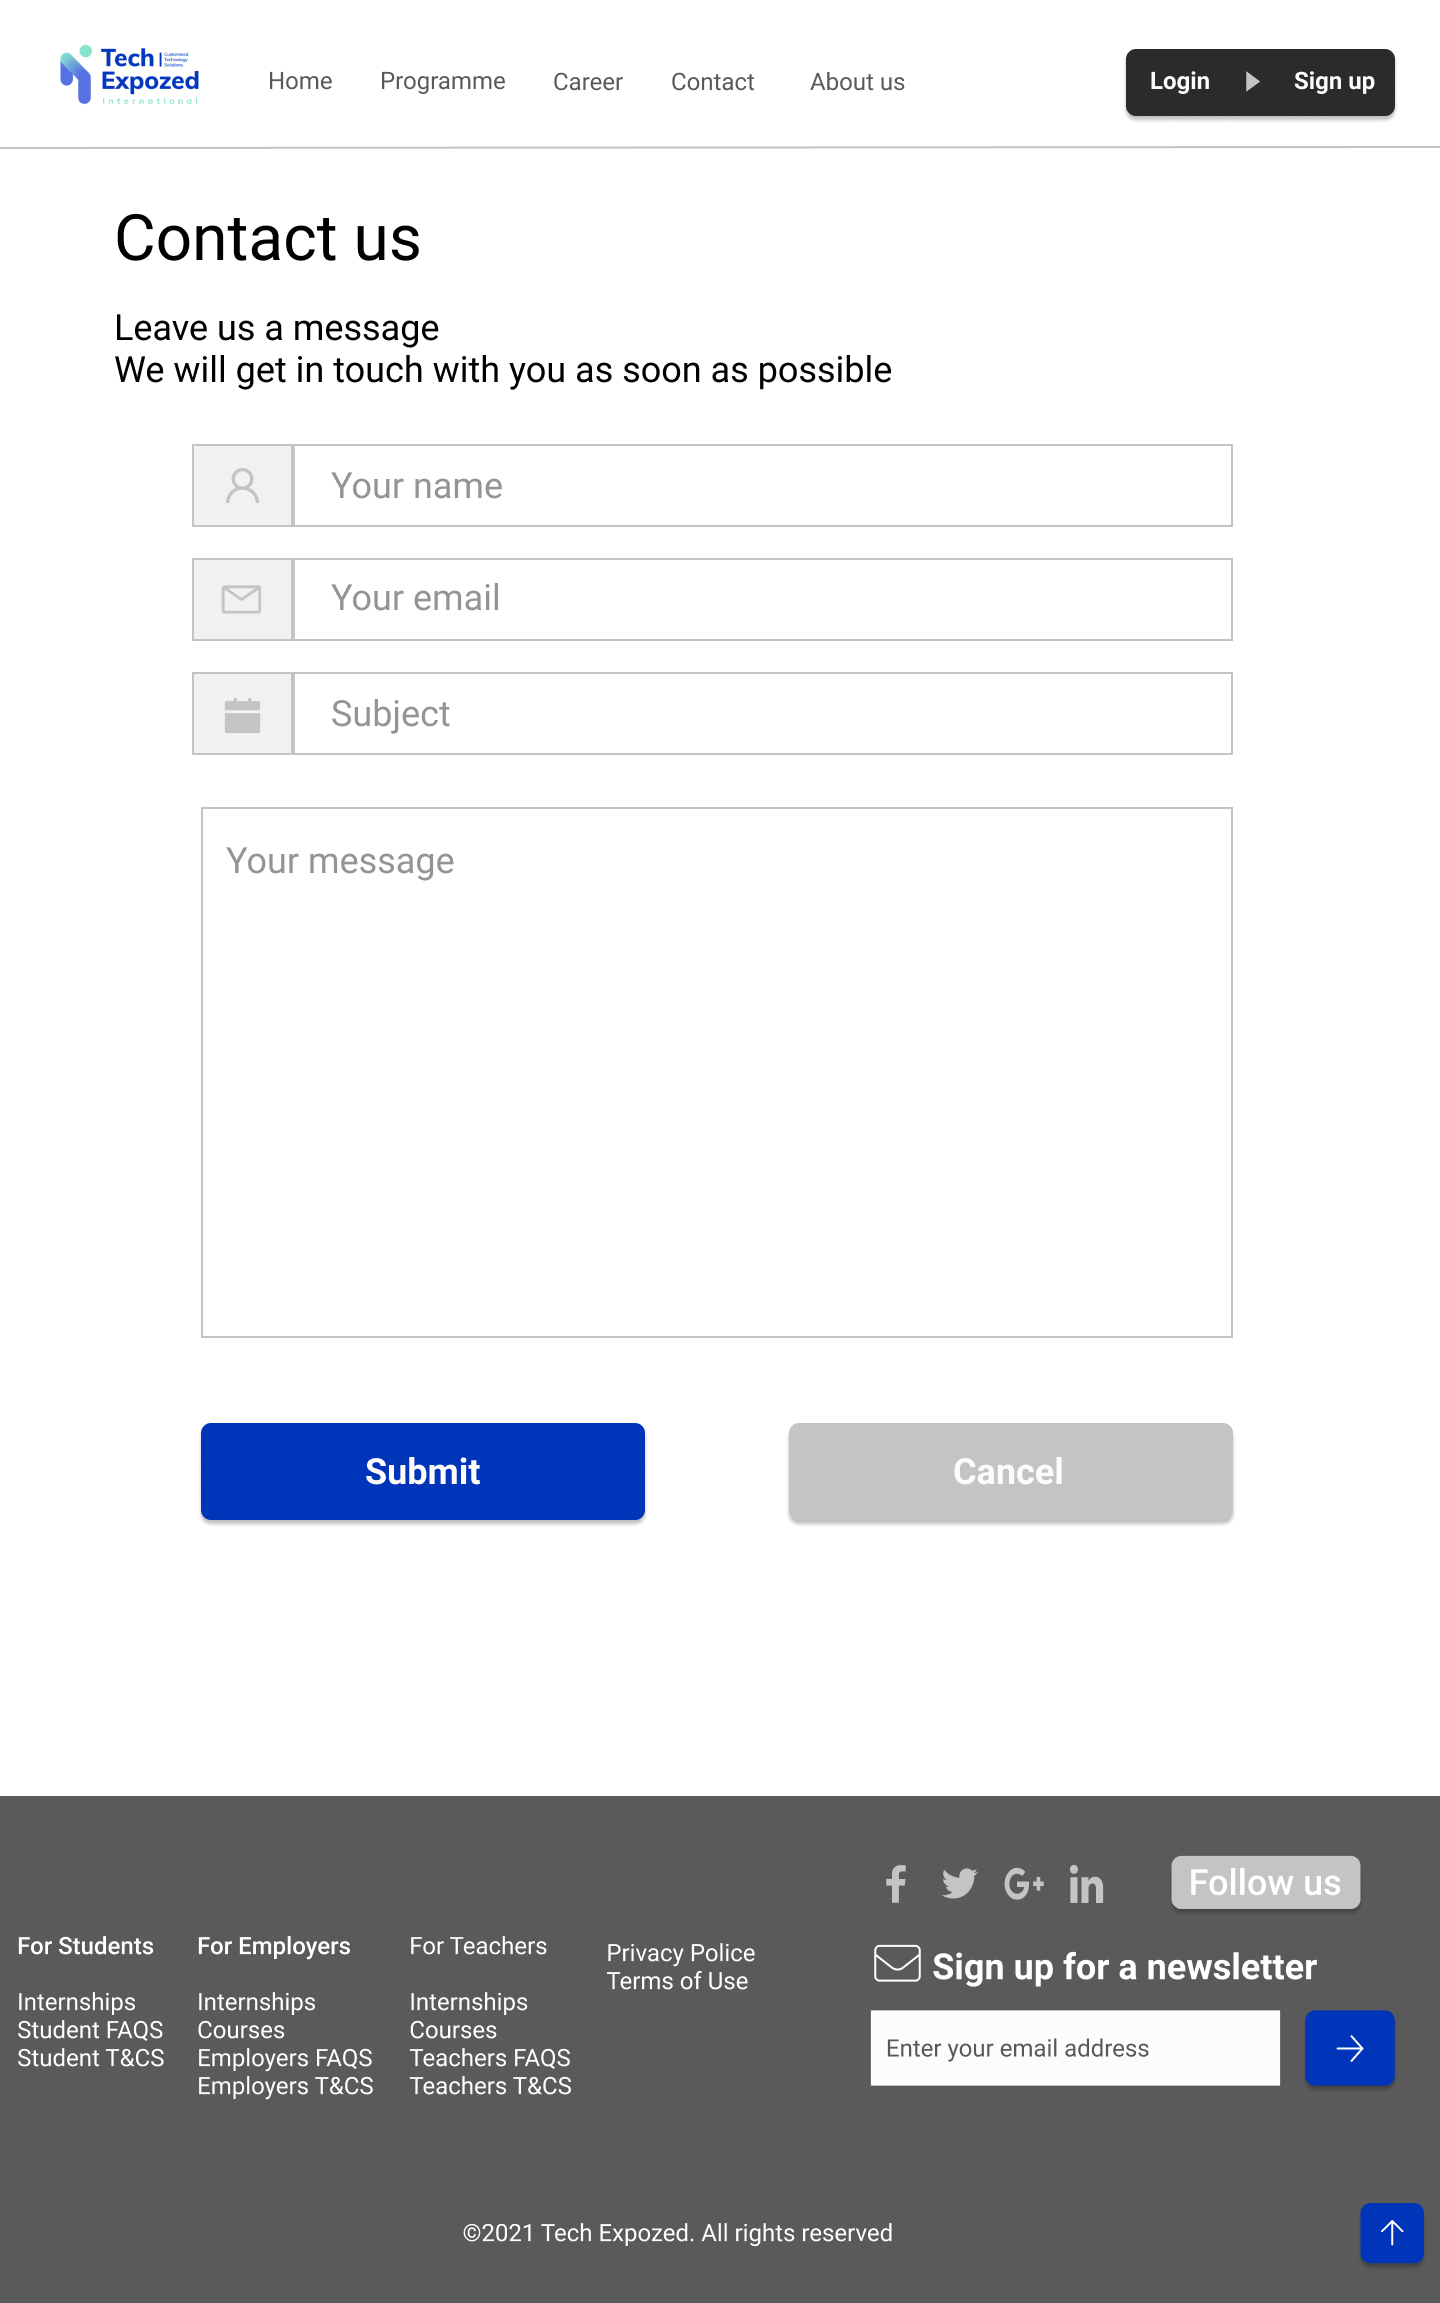 Tech
Customised
Technology
Solutions
Expozed
International
Home
Programme
Career
Contact
About us
Login
Sign up
Contact us
Leave us a message
We will get in touch with you as soon as possible
Your name
Your email
Subject
Your message
Submit
Cancel
Follow us
For Students
Internships
Student FAQS
Student T&CS
For Employers
Internships
Courses
Employers FAQS
Employers T&CS
For Teachers
Internships
Courses
Teachers FAQS
Teachers T&CS
Privacy Police
Terms of Use
Sign up for a newsletter
Enter your email address
©2021 Tech Expozed. All rights reserved